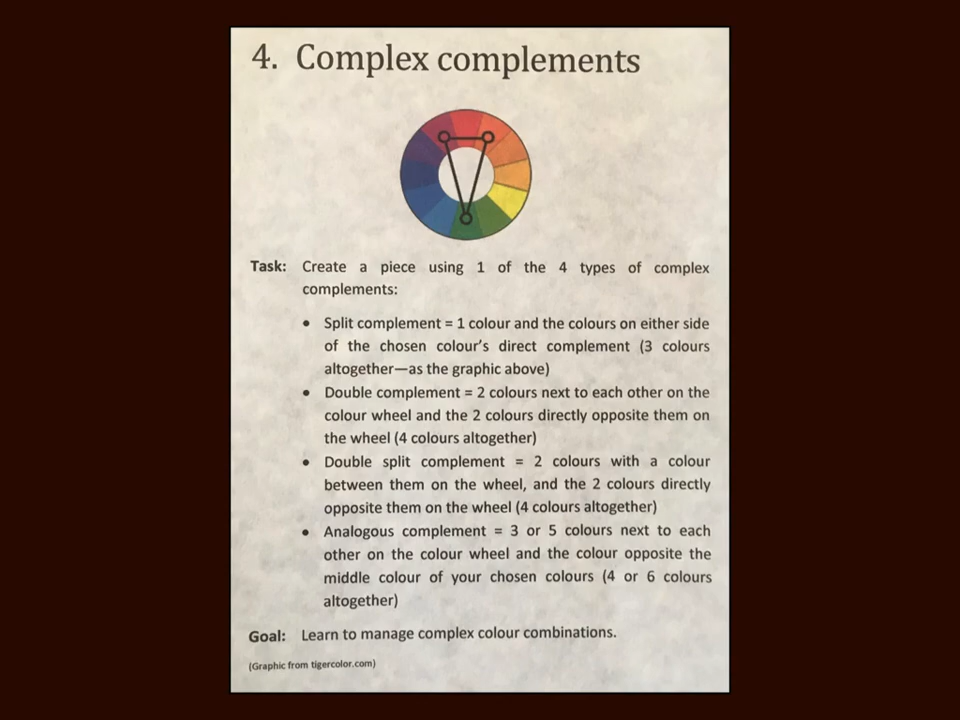 4. Complex complements
Task: Create a piece using 1 of the 4 types of complex
complements:
• Split complement = 1 colour and the colours on either side
of the chosen colour's direct complement (3 colours
altogether—as the graphic above)
• Double complement = 2 colours next to each other on the
colour wheel and the 2 colours directly opposite them on
the wheel (4 colours altogether)
• Double split complement = 2 colours with a colour
between them on the wheel, and the 2 colours directly
opposite them on the wheel (4 colours altogether)
• Analogous complement = 3 or 5 colours next to each
other on the colour wheel and the colour opposite the
middle colour of your chosen colours (4 or 6 colours
altogether)
Goal: Learn to manage complex colour combinations.
(Graphic from tigercolor.com)